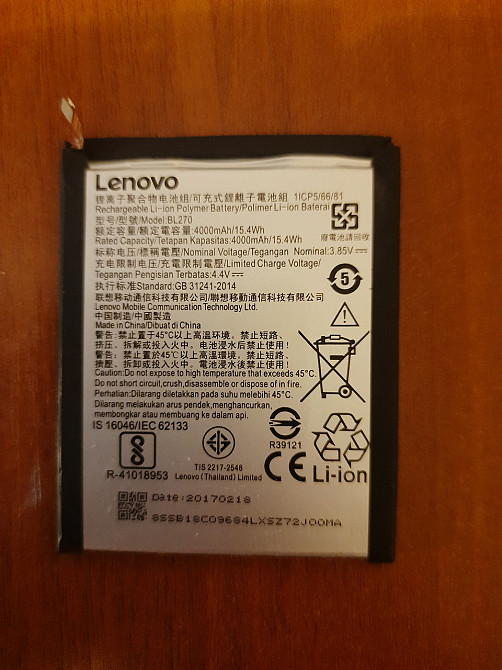 Lenovo
锂离子聚合物电池组/可充式鋰離子電池組 1ICP5/66/81
Rechargeable Li-ion Polymer Battery/Polimer Li-ion Baterai
型号/型號/Model:BL270
额定容量/額定電容量:4000mAh/15.4Wh
廢電池請回收
Rated Capacity/Tetapan Kapasitas:4000mAh/15.4Wh
标称电压/標稱電壓/Nominal Voltage/Tegangan Nominal:3.85V⎓
充电限制电压/充電限制電壓/Limited Charge Voltage/
Tegangan Pengisian Terbatas:4.4V⎓
5
执行标准/Standard:GB 31241-2014
联想移动通信科技有限公司/聯想移動通信科技有限公司
Lenovo Mobile Communication Technology Ltd.
中国制造/中國製造
Made in China/Dibuat di China
警告:禁止置于45°C以上高温环境。禁止短路、
挤压、拆解或投入火中。电池浸水后禁止使用!
警告:禁止置於45℃以上高溫環境。禁止短路、
擠壓、拆卸或投入火中。電池浸水後禁止使用!
Caution:Do not expose to high temperature that exceeds 45°C.
Do not short circuit,crush,disassemble or dispose in fire.
Perhatian:Dilarang diletakkan pada suhu melebihi 45°C.
Dilarang melakukan arus pendek,menghancurkan,
membongkar atau membuang ke dalam api.
IS 16046/IEC 62133
R-41018953
TIS 2217-2548
Lenovo (Thailand) Limited
R39121
CE
Li-ion
Date:20170218
8SSB18C09684LXSZ72J00MA